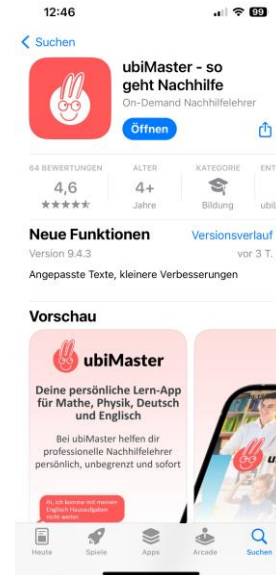 12:46
99
Suchen
ubiMaster - so
geht Nachhilfe
On-Demand Nachhilfelehrer
Öffnen
64 BEWERTUNGEN
4,6
ALTER
4+
Jahre
KATEGORIE
Bildung
ENT
ubi
Neue Funktionen
Versionsverlauf
Version 9.4.3
vor 3 T.
Angepasste Texte, kleinere Verbesserungen
Vorschau
ubiMaster
Deine persönliche Lern-App
für Mathe, Physik, Deutsch
und Englisch
Bei ubiMaster helfen dir
professionelle Nachhilfelehrer
persönlich, unbegrenzt und sofort
Hi, ich komme mit meinen
Englisch Hausaufgaben
nicht weiter.
Heute
Spiele
Apps
Arcade
Suchen